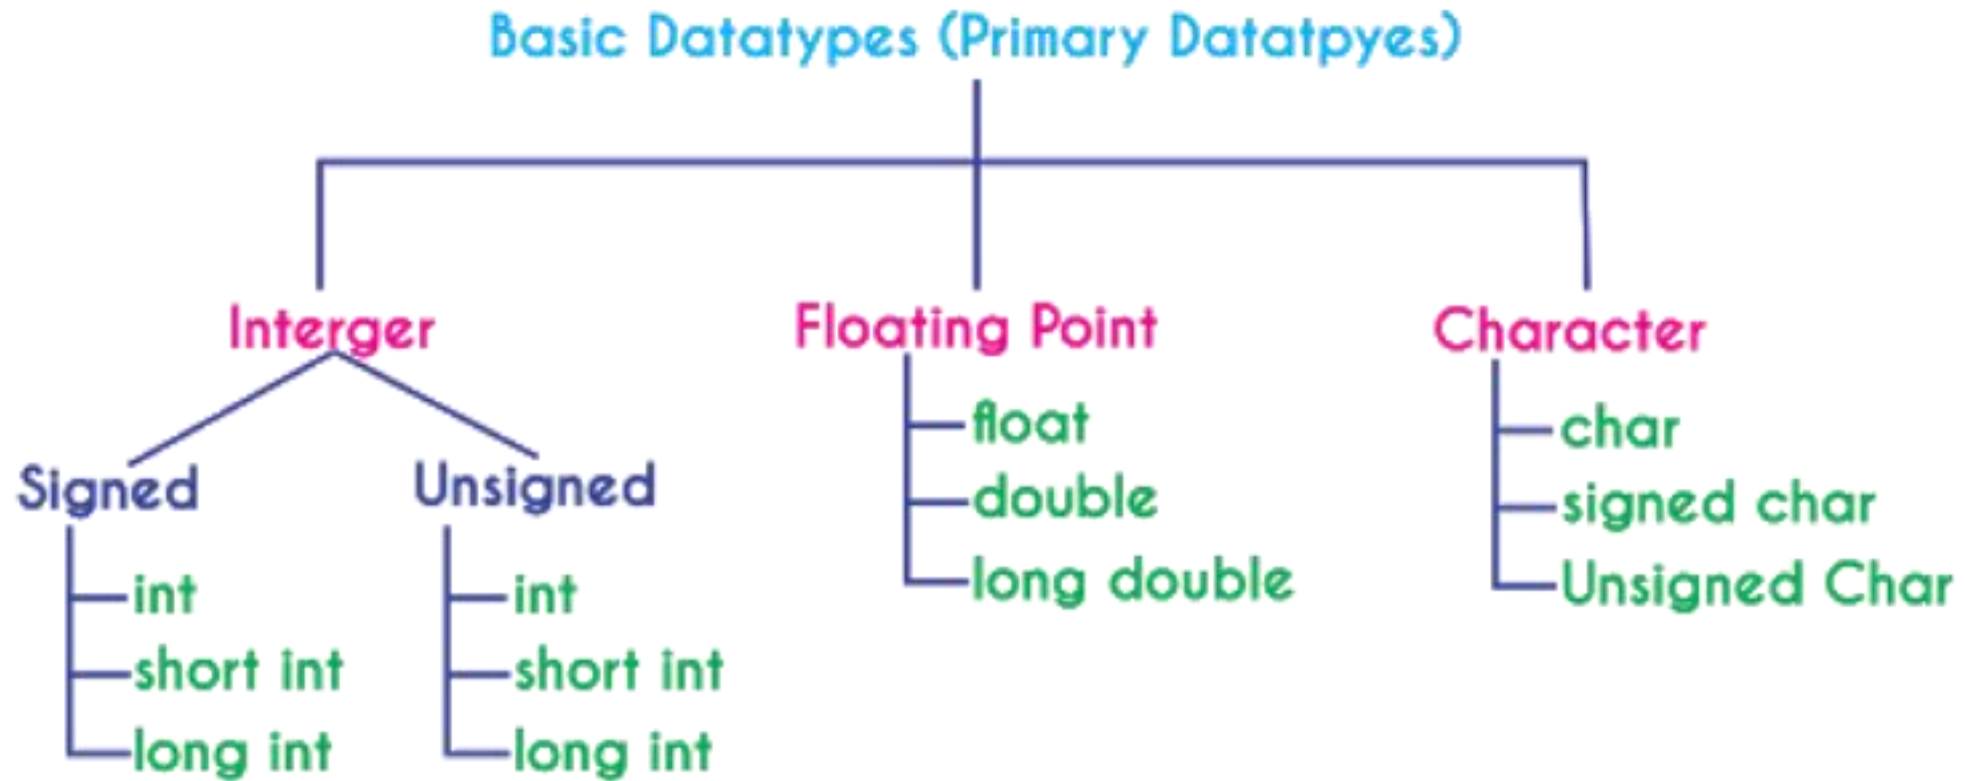 Basic Datatypes (Primary Datatpyes)
Interger
Floating Point
Character
Signed
Unsigned
int
short int
long int
int
short int
long int
float
double
long double
char
signed char
Unsigned Char